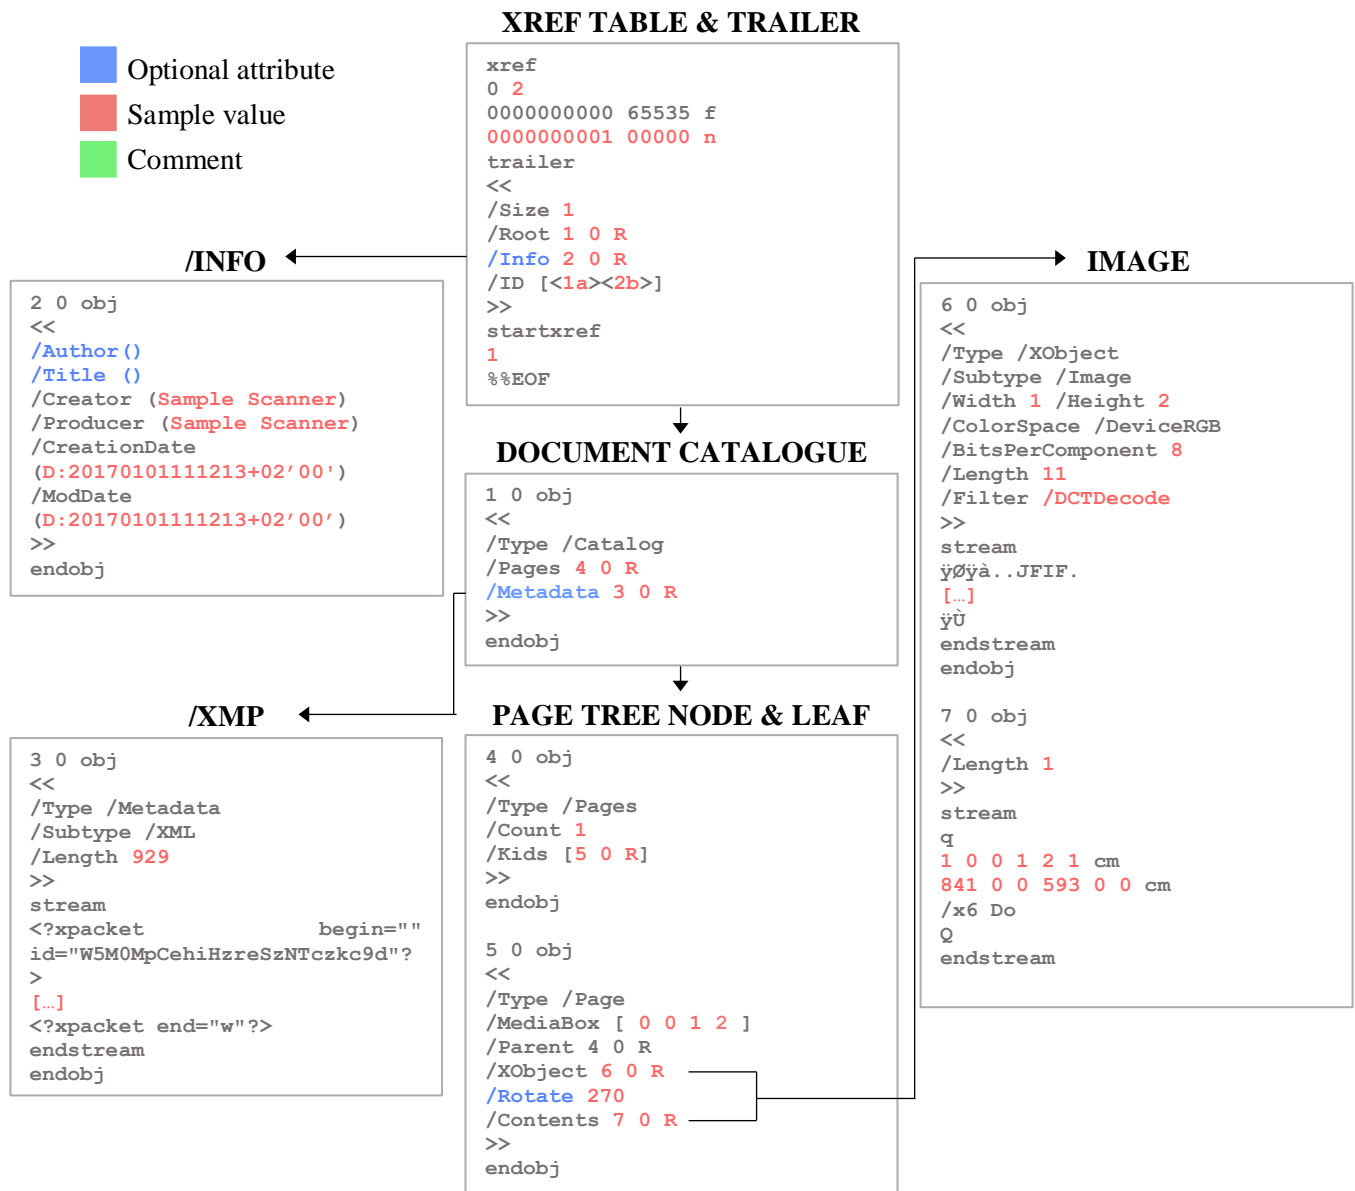 XREF TABLE & TRAILER
Optional attribute
Sample value
Comment
xref
0 2
0000000000 65535 f
0000000001 00000 n
trailer
<<
/Size 1
/Root 1 0 R
/Info 2 0 R
/ID [<1a><2b>]
>>
startxref
1
%%EOF
/INFO
2 0 obj
<<
/Author()
/Title ()
/Creator (Sample Scanner)
/Producer (Sample Scanner)
/CreationDate
(D:20170101111213+02’00')
/ModDate
(D:20170101111213+02’00’)
>>
endobj
DOCUMENT CATALOGUE
1 0 obj
<<
/Type /Catalog
/Pages 4 0 R
/Metadata 3 0 R
>>
endobj
/XMP
3 0 obj
<<
/Type /Metadata
/Subtype /XML
/Length 929
>>
stream
<?xpacket begin=""
id="W5M0MpCehiHzreSzNTczkc9d"?
>
[…]
<?xpacket end="w"?>
endstream
endobj
PAGE TREE NODE & LEAF
4 0 obj
<<
/Type /Pages
/Count 1
/Kids [5 0 R]
>>
endobj
5 0 obj
<<
/Type /Page
/MediaBox [ 0 0 1 2 ]
/Parent 4 0 R
/XObject 6 0 R
/Rotate 270
/Contents 7 0 R
>>
endobj
IMAGE
6 0 obj
<<
/Type /XObject
/Subtype /Image
/Width 1 /Height 2
/ColorSpace /DeviceRGB
/BitsPerComponent 8
/Length 11
/Filter /DCTDecode
>>
stream
ÿØÿà..JFIF.
[…]
ÿÙ
endstream
endobj
7 0 obj
<<
/Length 1
>>
stream
q
1 0 0 1 2 1 cm
841 0 0 593 0 0 cm
/x6 Do
Q
endstream